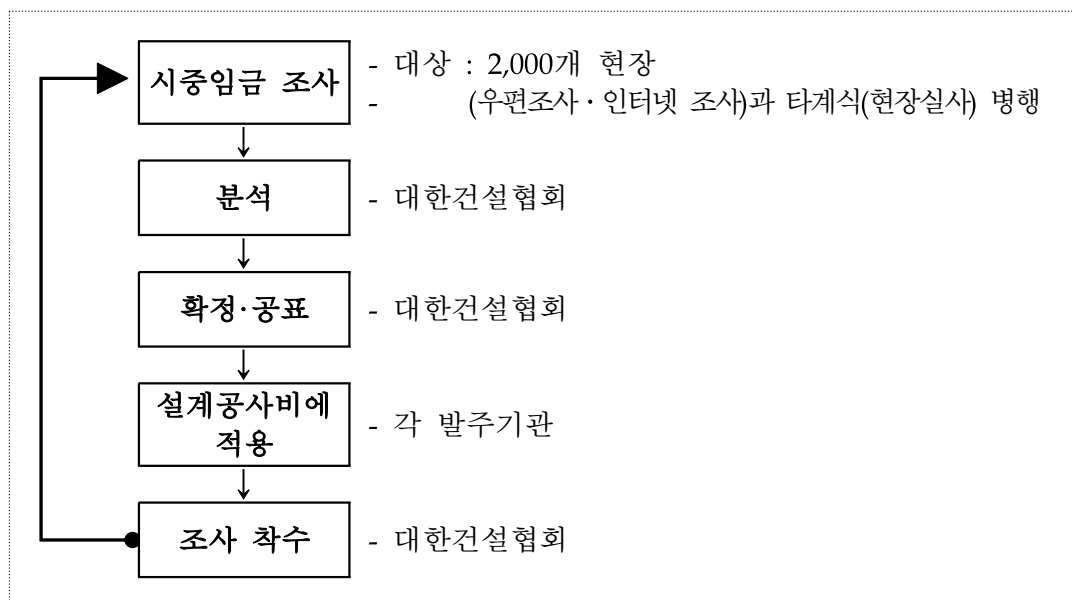 시중임금 조사
- 대상 : 2,000개 현장
- (우편조사·인터넷 조사)과 타계식(현장실사) 병행
분석
- 대한건설협회
확정·공표
- 대한건설협회
설계공사비에
적용
- 각 발주기관
조사 착수
- 대한건설협회